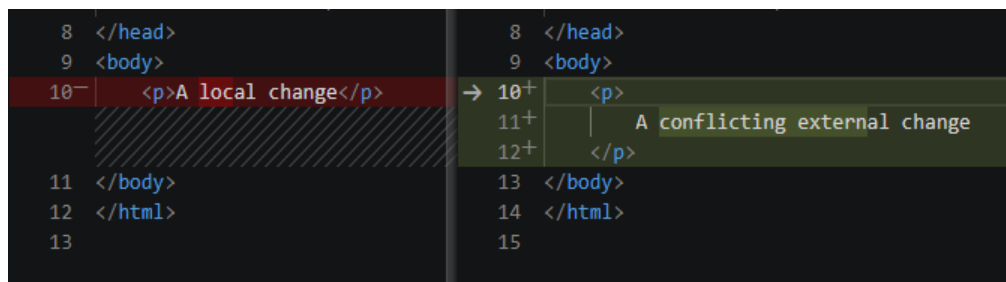 8 </head>
9 <body>
10− <p>A local change</p>
11 </body>
12 </html>
13
8 </head>
9 <body>
→ 10+ <p>
11+ A conflicting external change
12+ </p>
13 </body>
14 </html>
15